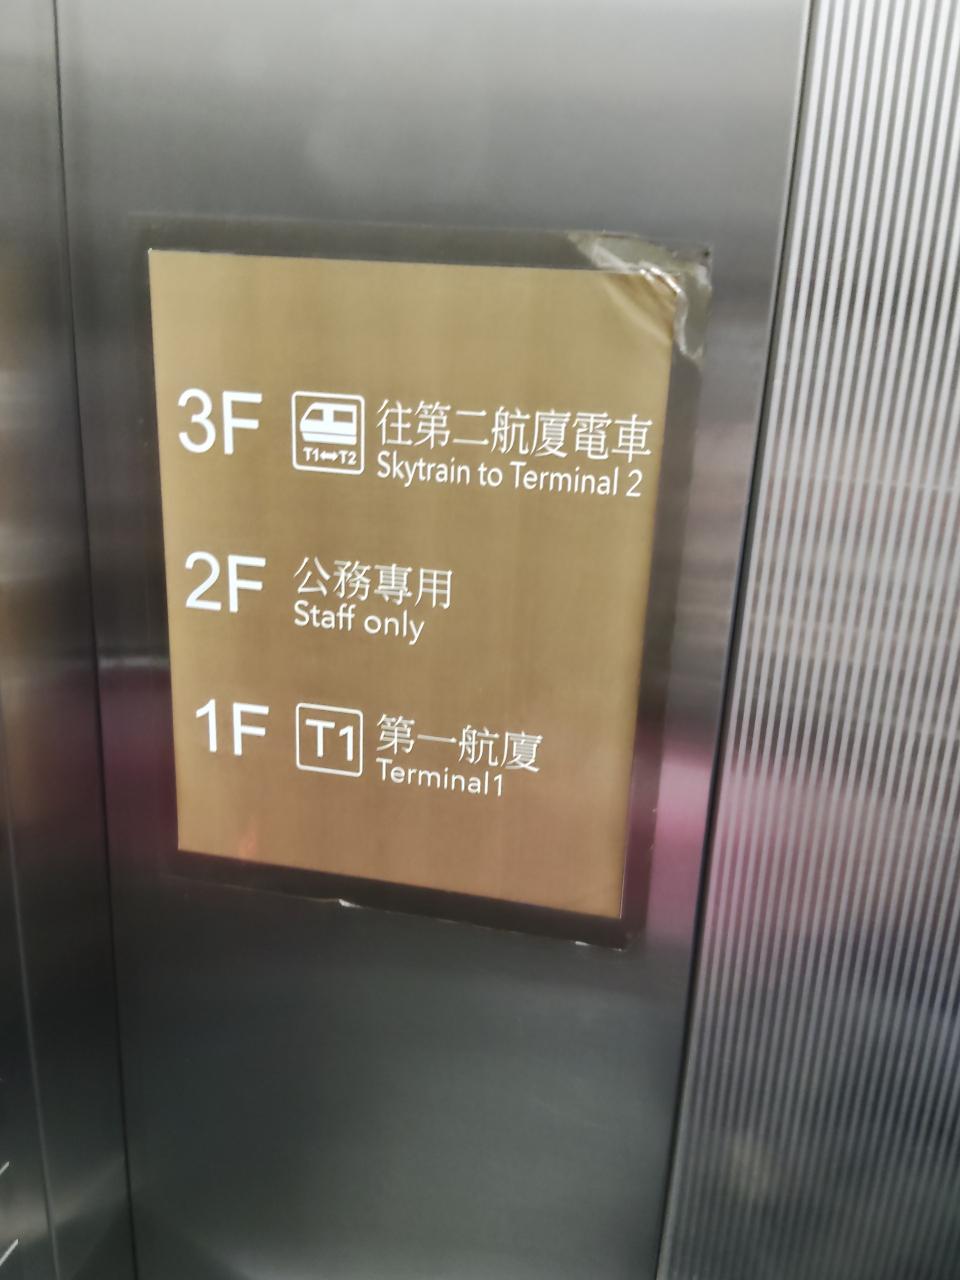 3F T1↔T2 往第二航廈電車
Skytrain to Terminal 2
2F 公務專用
Staff only
1F T1 第一航廈
Terminal1